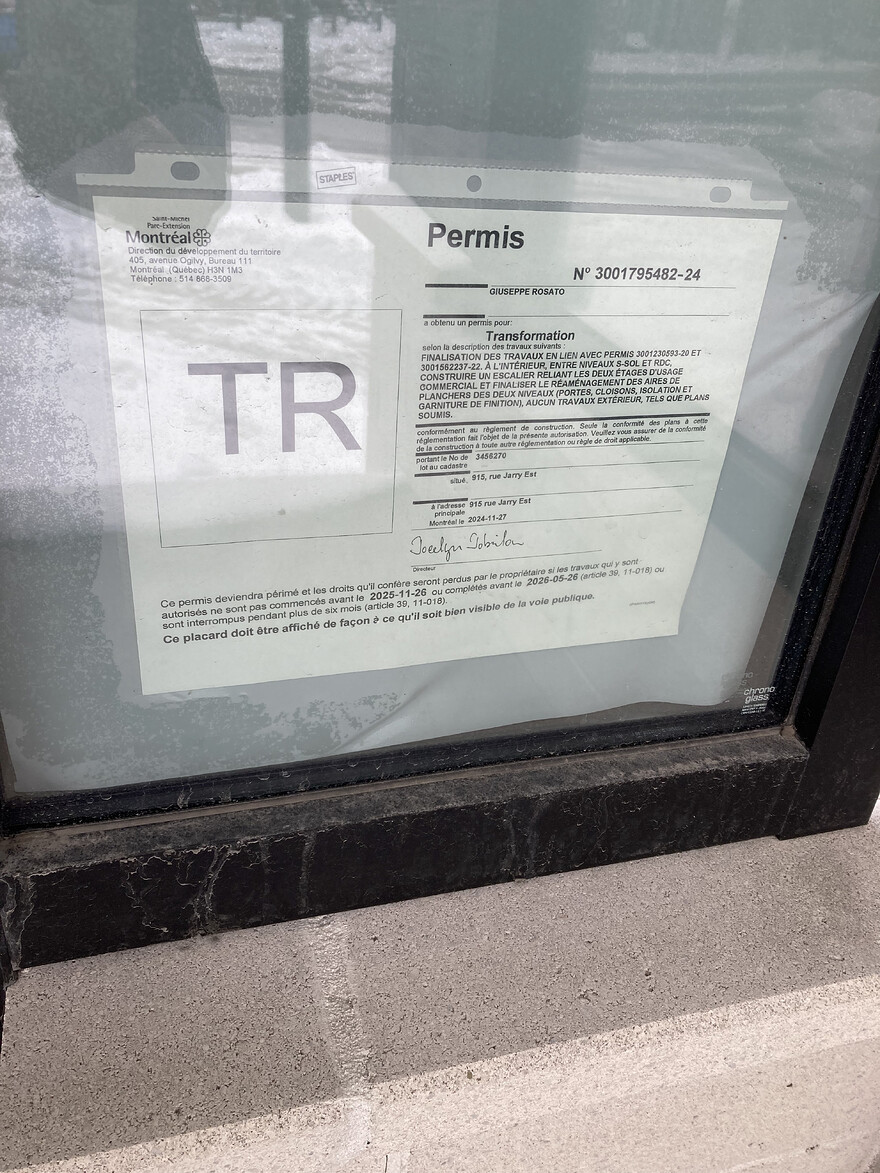 STAPLES
Saint-Michel
Parc-Extension
Montréal
Direction du développement du territoire
405, avenue Ogilvy, Bureau 111
Montréal (Québec) H3N 1M3
Téléphone : 514 868-3509
TR
Permis
N° 3001795482-24
GIUSEPPE ROSATO
a obtenu un permis pour:
Transformation
selon la description des travaux suivants :
FINALISATION DES TRAVAUX EN LIEN AVEC PERMIS 3001230593-20 ET
3001562237-22. À L'INTÉRIEUR, ENTRE NIVEAUX S-SOL ET RDC,
CONSTRUIRE UN ESCALIER RELIANT LES DEUX ÉTAGES D'USAGE
COMMERCIAL ET FINALISER LE RÉAMÉNAGEMENT DES AIRES DE
PLANCHERS DES DEUX NIVEAUX (PORTES, CLOISONS, ISOLATION ET
GARNITURE DE FINITION), AUCUN TRAVAUX EXTÉRIEUR, TELS QUE PLANS
SOUMIS.
conformément au règlement de construction. Seule la conformité des plans à cette
réglementation fait l'objet de la présente autorisation. Veuillez vous assurer de la conformité
de la construction à toute autre réglementation ou règle de droit applicable.
portant le No de 3456270
lot au cadastre
situé, 915, rue Jarry Est
à l'adresse 915 rue Jarry Est
principale
Montréal le 2024-11-27
Directeur
Ce permis deviendra périmé et les droits qu'il confère seront perdus par le propriétaire si les travaux qui y sont
autorisés ne sont pas commencés avant le 2025-11-26 ou complétés avant le 2026-05-26 (article 39, 11-018) ou
sont interrompus pendant plus de six mois (article 39, 11-018).
Ce placard doit être affiché de façon à ce qu'il soit bien visible de la voie publique.
chrono
glass